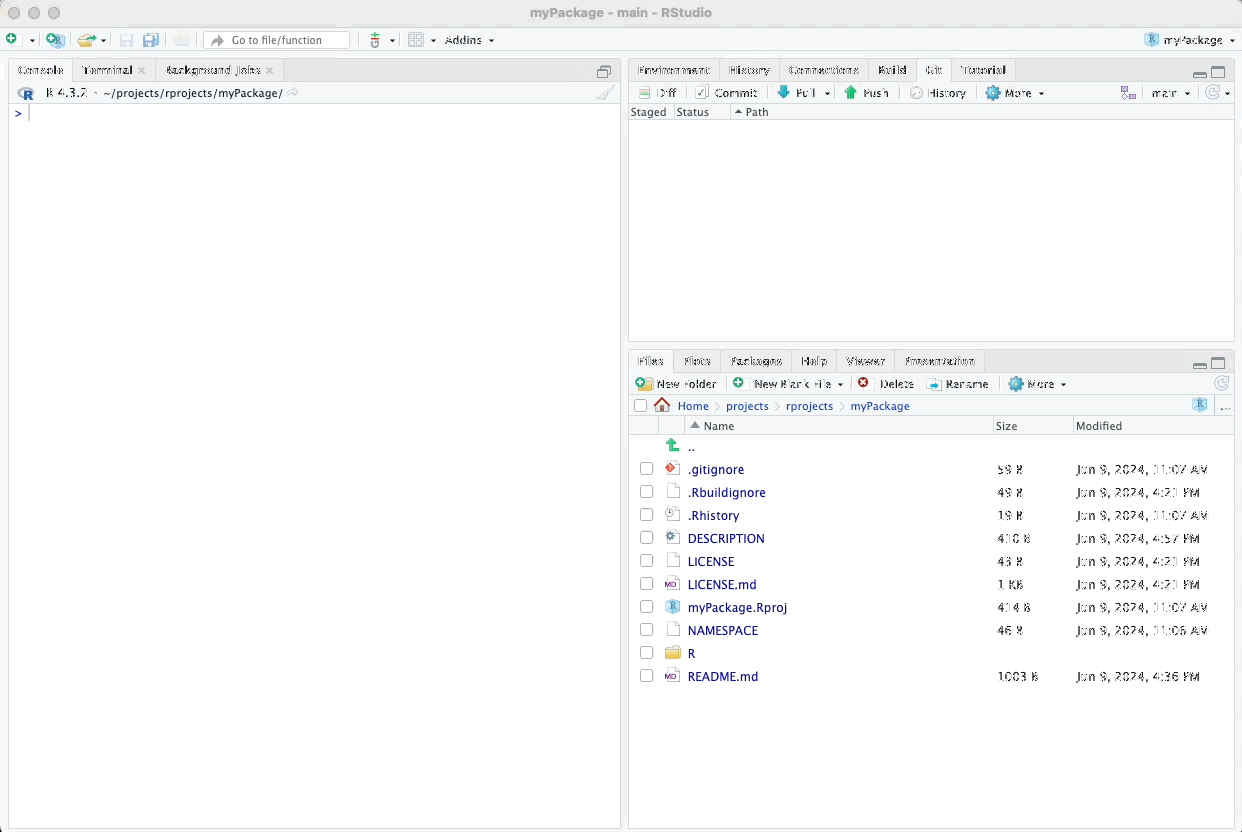 myPackage - main - RStudio
Go to file/function
Addins
myPackage
Console Terminal Background Jobs
R 4.3.2 · ~/projects/rprojects/myPackage/
>
Environment History Connections Build Git Tutorial
Diff Commit Pull Push History More main
Staged Status Path
Files Plots Packages Help Viewer Presentation
New Folder New Blank File Delete Rename More
Home projects rprojects myPackage ...
Name Size Modified
..
.gitignore 59 B Jun 9, 2024, 11:07 AM
.Rbuildignore 49 B Jun 9, 2024, 4:21 PM
.Rhistory 19 B Jun 9, 2024, 11:07 AM
DESCRIPTION 410 B Jun 9, 2024, 4:57 PM
LICENSE 43 B Jun 9, 2024, 4:21 PM
LICENSE.md 1 KB Jun 9, 2024, 4:21 PM
myPackage.Rproj 414 B Jun 9, 2024, 11:07 AM
NAMESPACE 46 B Jun 9, 2024, 11:06 AM
R
README.md 1003 B Jun 9, 2024, 4:36 PM